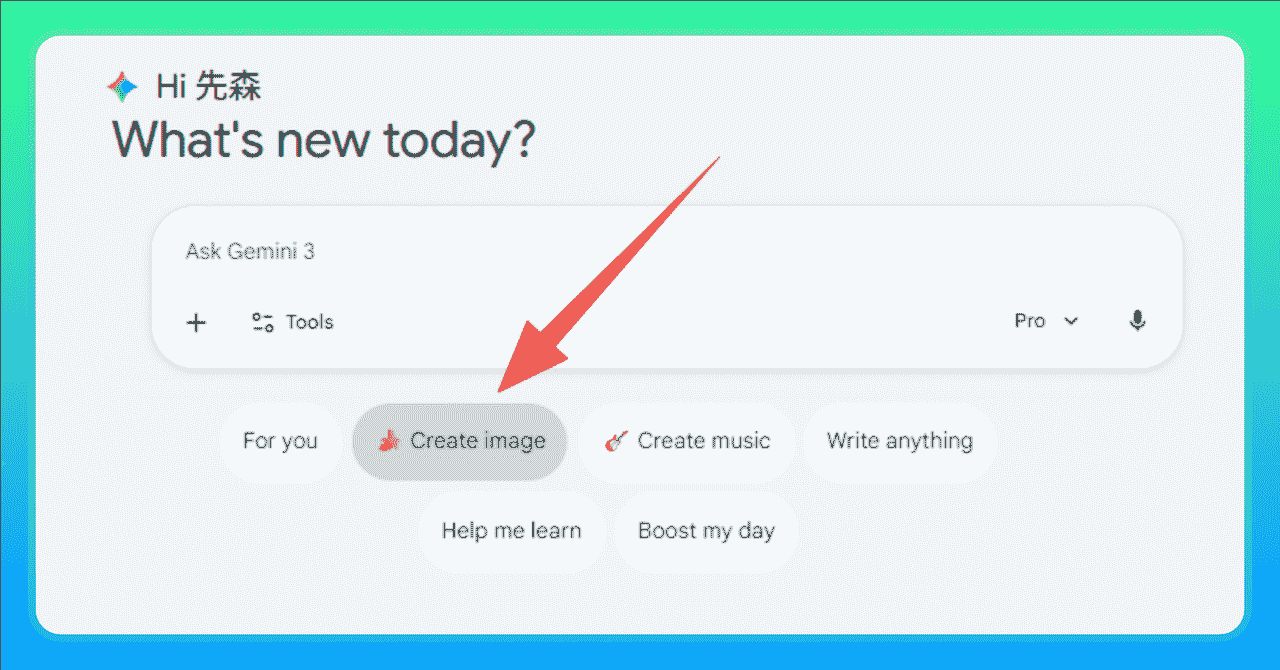 Hi 先森
What's new today?
Ask Gemini 3
Tools
Pro
For you
Create image
Create music
Write anything
Help me learn
Boost my day